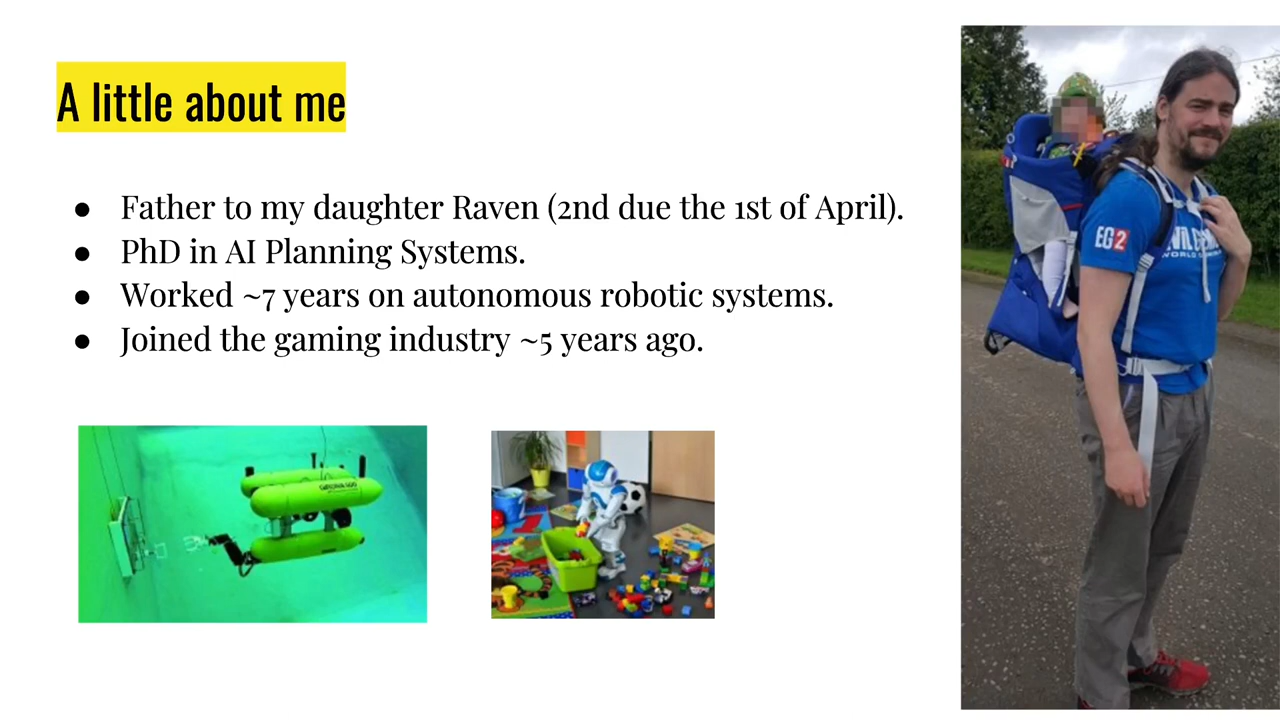 A little about me
● Father to my daughter Raven (2nd due the 1st of April).
● PhD in AI Planning Systems.
● Worked ~7 years on autonomous robotic systems.
● Joined the gaming industry ~5 years ago.
EG2